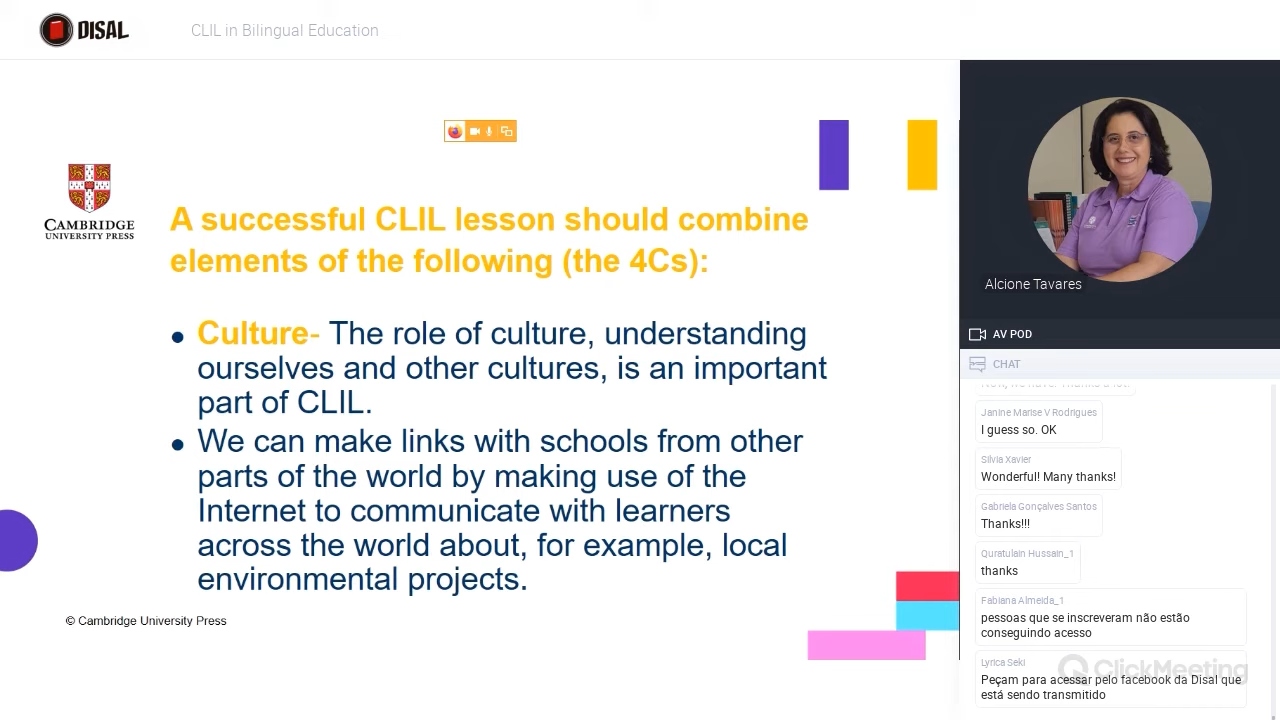 DISAL
CLIL in Bilingual Education
CAMBRIDGE
UNIVERSITY PRESS
A successful CLIL lesson should combine
elements of the following (the 4Cs):
Culture- The role of culture, understanding
ourselves and other cultures, is an important
part of CLIL.
We can make links with schools from other
parts of the world by making use of the
Internet to communicate with learners
across the world about, for example, local
environmental projects.
© Cambridge University Press
Alcione Tavares
AV POD
CHAT
Janine Marise V Rodrigues
I guess so. OK
Silvia Xavier
Wonderful! Many thanks!
Gabriela Gonçalves Santos
Thanks!!!
Quratulain Hussain_1
thanks
Fabiana Almeida_1
pessoas que se inscreveram não estão
conseguindo acesso
Lyrica Seki
ClickMeeting
Peçam para acessar pelo facebook da Disal que
está sendo transmitido